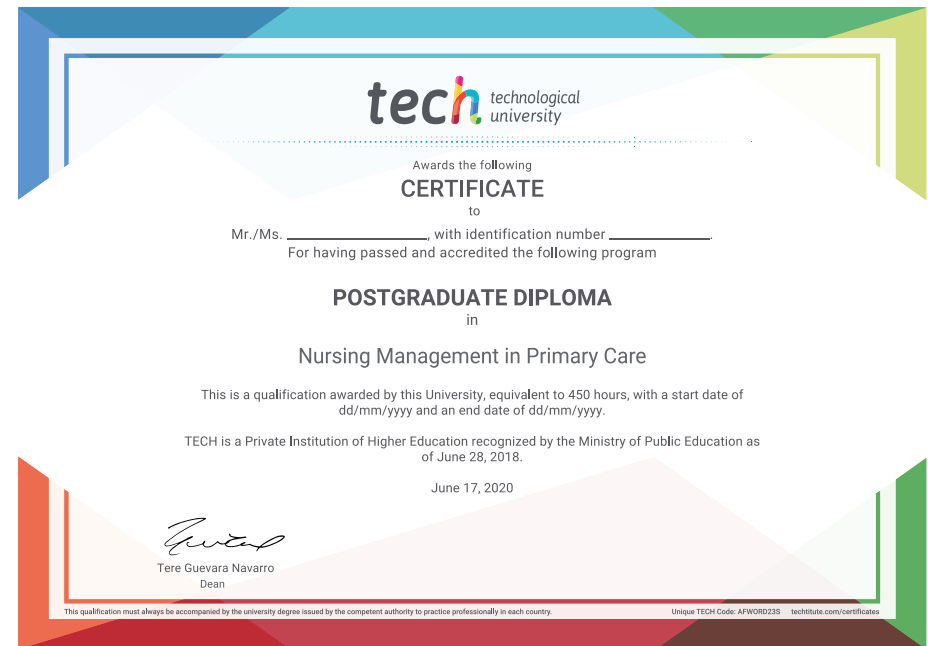 tech technological
university
Awards the following
CERTIFICATE
to
Mr./Ms. ____________________, with identification number ______________.
For having passed and accredited the following program
POSTGRADUATE DIPLOMA
in
Nursing Management in Primary Care
This is a qualification awarded by this University, equivalent to 450 hours, with a start date of
dd/mm/yyyy and an end date of dd/mm/yyyy.
TECH is a Private Institution of Higher Education recognized by the Ministry of Public Education as
of June 28, 2018.
June 17, 2020
Tere Guevara Navarro
Dean
This qualification must always be accompanied by the university degree issued by the competent authority to practice professionally in each country. Unique TECH Code: AFWORD23S techtitute.com/certificates